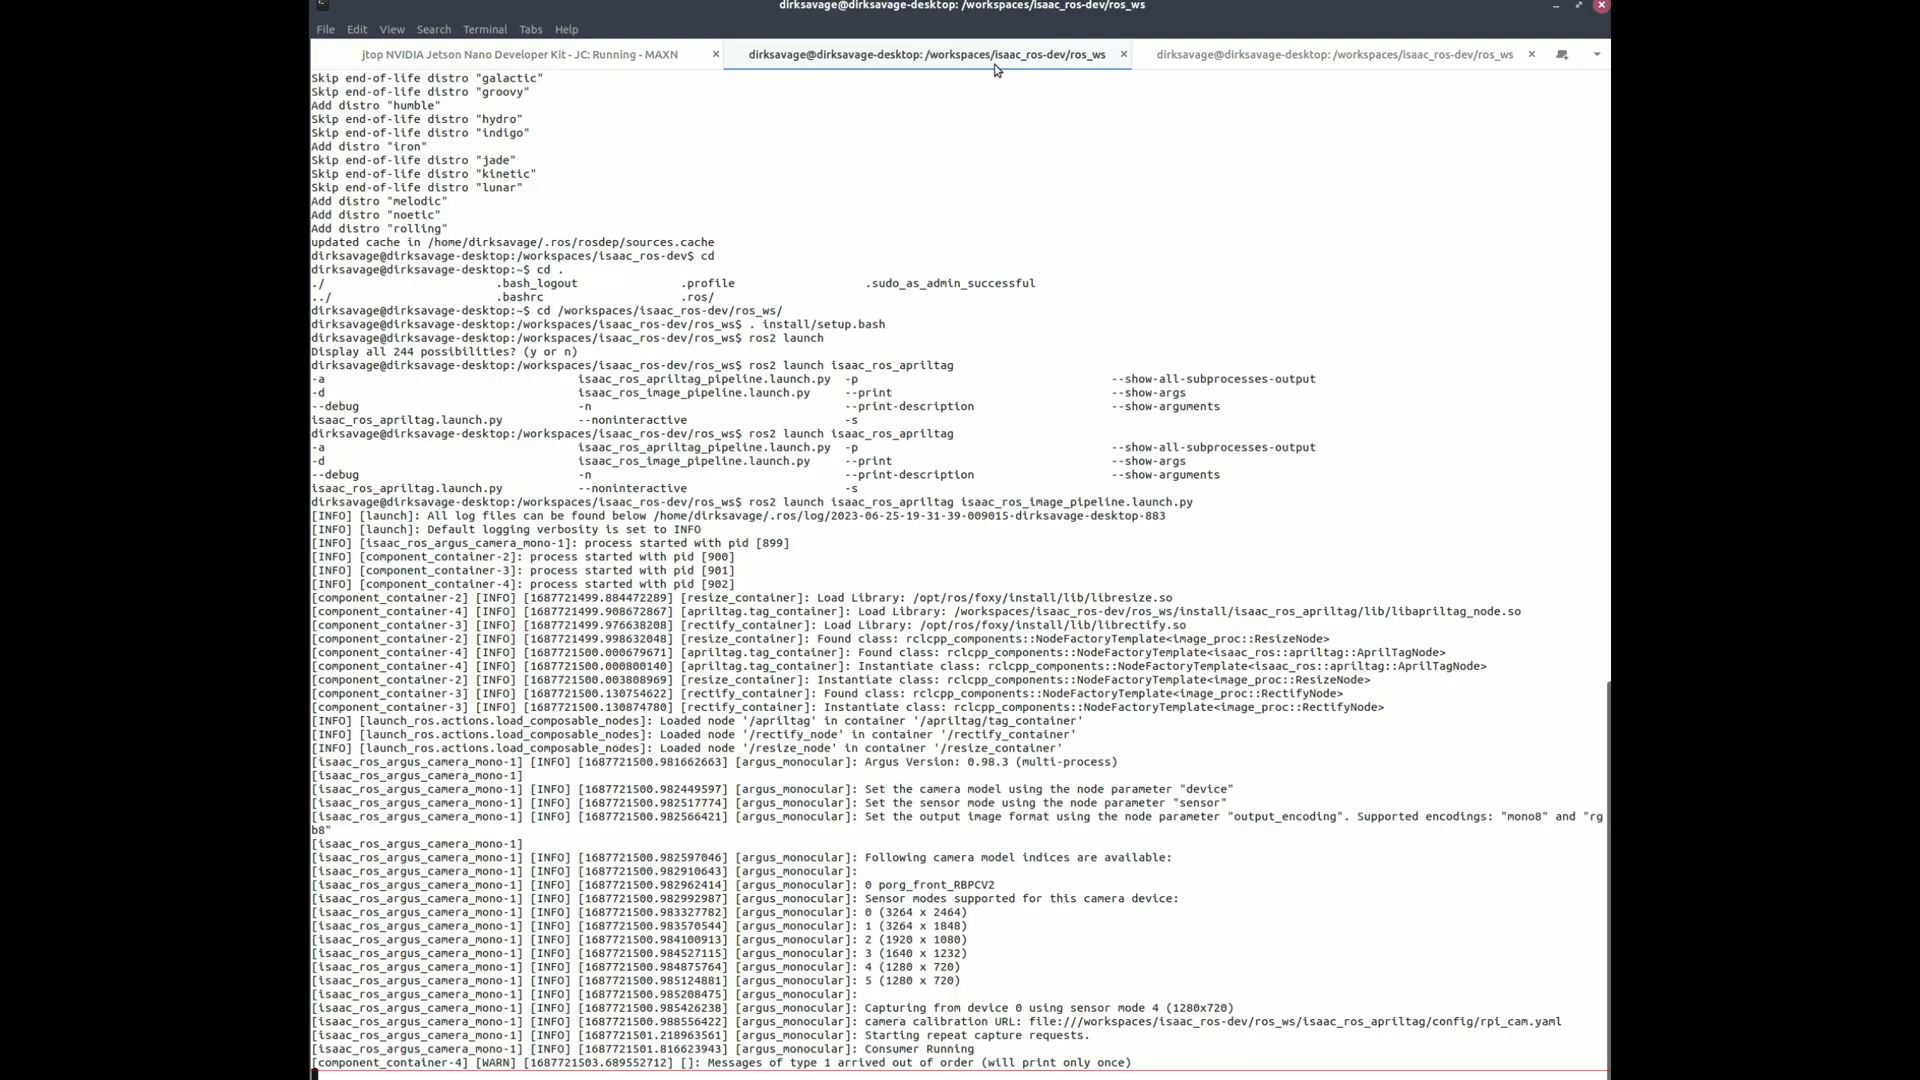 dirksavage@dirksavage-desktop: /workspaces/isaac_ros-dev/ros_ws
File Edit View Search Terminal Tabs Help
jtop NVIDIA Jetson Nano Developer Kit - JC: Running - MAXN × dirksavage@dirksavage-desktop: /workspaces/isaac_ros-dev/ros_ws × dirksavage@dirksavage-desktop: /workspaces/isaac_ros-dev/ros_ws ×
Skip end-of-life distro "galactic"
Skip end-of-life distro "groovy"
Add distro "humble"
Skip end-of-life distro "hydro"
Skip end-of-life distro "indigo"
Add distro "iron"
Skip end-of-life distro "jade"
Skip end-of-life distro "kinetic"
Skip end-of-life distro "lunar"
Add distro "melodic"
Add distro "noetic"
Add distro "rolling"
updated cache in /home/dirksavage/.ros/rosdep/sources.cache
dirksavage@dirksavage-desktop:/workspaces/isaac_ros-dev$ cd
dirksavage@dirksavage-desktop:~$ cd .
./ .bash_logout .profile .sudo_as_admin_successful
../ .bashrc .ros/
dirksavage@dirksavage-desktop:~$ cd /workspaces/isaac_ros-dev/ros_ws/
dirksavage@dirksavage-desktop:/workspaces/isaac_ros-dev/ros_ws$ . install/setup.bash
dirksavage@dirksavage-desktop:/workspaces/isaac_ros-dev/ros_ws$ ros2 launch
Display all 244 possibilities? (y or n)
dirksavage@dirksavage-desktop:/workspaces/isaac_ros-dev/ros_ws$ ros2 launch isaac_ros_apriltag
-a isaac_ros_apriltag_pipeline.launch.py -p --show-all-subprocesses-output
-d isaac_ros_image_pipeline.launch.py --print --show-args
--debug -n --print-description --show-arguments
isaac_ros_apriltag.launch.py --noninteractive -s
dirksavage@dirksavage-desktop:/workspaces/isaac_ros-dev/ros_ws$ ros2 launch isaac_ros_apriltag
-a isaac_ros_apriltag_pipeline.launch.py -p --show-all-subprocesses-output
-d isaac_ros_image_pipeline.launch.py --print --show-args
--debug -n --print-description --show-arguments
isaac_ros_apriltag.launch.py --noninteractive -s
dirksavage@dirksavage-desktop:/workspaces/isaac_ros-dev/ros_ws$ ros2 launch isaac_ros_apriltag isaac_ros_image_pipeline.launch.py
[INFO] [launch]: All log files can be found below /home/dirksavage/.ros/log/2023-06-25-19-31-39-009015-dirksavage-desktop-883
[INFO] [launch]: Default logging verbosity is set to INFO
[INFO] [isaac_ros_argus_camera_mono-1]: process started with pid [899]
[INFO] [component_container-2]: process started with pid [900]
[INFO] [component_container-3]: process started with pid [901]
[INFO] [component_container-4]: process started with pid [902]
[component_container-2] [INFO] [1687721499.884472289] [resize_container]: Load Library: /opt/ros/foxy/install/lib/libresize.so
[component_container-4] [INFO] [1687721499.908672867] [apriltag.tag_container]: Load Library: /workspaces/isaac_ros-dev/ros_ws/install/isaac_ros_apriltag/lib/libapriltag_node.so
[component_container-3] [INFO] [1687721499.976638208] [rectify_container]: Load Library: /opt/ros/foxy/install/lib/librectify.so
[component_container-2] [INFO] [1687721499.998632048] [resize_container]: Found class: rclcpp_components::NodeFactoryTemplate<image_proc::ResizeNode>
[component_container-4] [INFO] [1687721500.000679671] [apriltag.tag_container]: Found class: rclcpp_components::NodeFactoryTemplate<isaac_ros::apriltag::AprilTagNode>
[component_container-4] [INFO] [1687721500.000800140] [apriltag.tag_container]: Instantiate class: rclcpp_components::NodeFactoryTemplate<isaac_ros::apriltag::AprilTagNode>
[component_container-2] [INFO] [1687721500.003808969] [resize_container]: Instantiate class: rclcpp_components::NodeFactoryTemplate<image_proc::ResizeNode>
[component_container-3] [INFO] [1687721500.130754622] [rectify_container]: Found class: rclcpp_components::NodeFactoryTemplate<image_proc::RectifyNode>
[component_container-3] [INFO] [1687721500.130874780] [rectify_container]: Instantiate class: rclcpp_components::NodeFactoryTemplate<image_proc::RectifyNode>
[INFO] [launch_ros.actions.load_composable_nodes]: Loaded node '/apriltag' in container '/apriltag/tag_container'
[INFO] [launch_ros.actions.load_composable_nodes]: Loaded node '/rectify_node' in container '/rectify_container'
[INFO] [launch_ros.actions.load_composable_nodes]: Loaded node '/resize_node' in container '/resize_container'
[isaac_ros_argus_camera_mono-1] [INFO] [1687721500.981662663] [argus_monocular]: Argus Version: 0.98.3 (multi-process)
[isaac_ros_argus_camera_mono-1]
[isaac_ros_argus_camera_mono-1] [INFO] [1687721500.982449597] [argus_monocular]: Set the camera model using the node parameter "device"
[isaac_ros_argus_camera_mono-1] [INFO] [1687721500.982517774] [argus_monocular]: Set the sensor mode using the node parameter "sensor"
[isaac_ros_argus_camera_mono-1] [INFO] [1687721500.982566421] [argus_monocular]: Set the output image format using the node parameter "output_encoding". Supported encodings: "mono8" and "rg
b8"
[isaac_ros_argus_camera_mono-1]
[isaac_ros_argus_camera_mono-1] [INFO] [1687721500.982597046] [argus_monocular]: Following camera model indices are available:
[isaac_ros_argus_camera_mono-1] [INFO] [1687721500.982910643] [argus_monocular]:
[isaac_ros_argus_camera_mono-1] [INFO] [1687721500.982962414] [argus_monocular]: 0 porg_front_RBPCV2
[isaac_ros_argus_camera_mono-1] [INFO] [1687721500.982992987] [argus_monocular]: Sensor modes supported for this camera device:
[isaac_ros_argus_camera_mono-1] [INFO] [1687721500.983327782] [argus_monocular]: 0 (3264 x 2464)
[isaac_ros_argus_camera_mono-1] [INFO] [1687721500.983570544] [argus_monocular]: 1 (3264 x 1848)
[isaac_ros_argus_camera_mono-1] [INFO] [1687721500.984100913] [argus_monocular]: 2 (1920 x 1080)
[isaac_ros_argus_camera_mono-1] [INFO] [1687721500.984527115] [argus_monocular]: 3 (1640 x 1232)
[isaac_ros_argus_camera_mono-1] [INFO] [1687721500.984875764] [argus_monocular]: 4 (1280 x 720)
[isaac_ros_argus_camera_mono-1] [INFO] [1687721500.985124881] [argus_monocular]: 5 (1280 x 720)
[isaac_ros_argus_camera_mono-1] [INFO] [1687721500.985208475] [argus_monocular]:
[isaac_ros_argus_camera_mono-1] [INFO] [1687721500.985426238] [argus_monocular]: Capturing from device 0 using sensor mode 4 (1280x720)
[isaac_ros_argus_camera_mono-1] [INFO] [1687721500.988556422] [argus_monocular]: camera calibration URL: file:///workspaces/isaac_ros-dev/ros_ws/isaac_ros_apriltag/config/rpi_cam.yaml
[isaac_ros_argus_camera_mono-1] [INFO] [1687721501.218963561] [argus_monocular]: Starting repeat capture requests.
[isaac_ros_argus_camera_mono-1] [INFO] [1687721501.816623943] [argus_monocular]: Consumer Running
[component_container-4] [WARN] [1687721503.689552712] []: Messages of type 1 arrived out of order (will print only once)